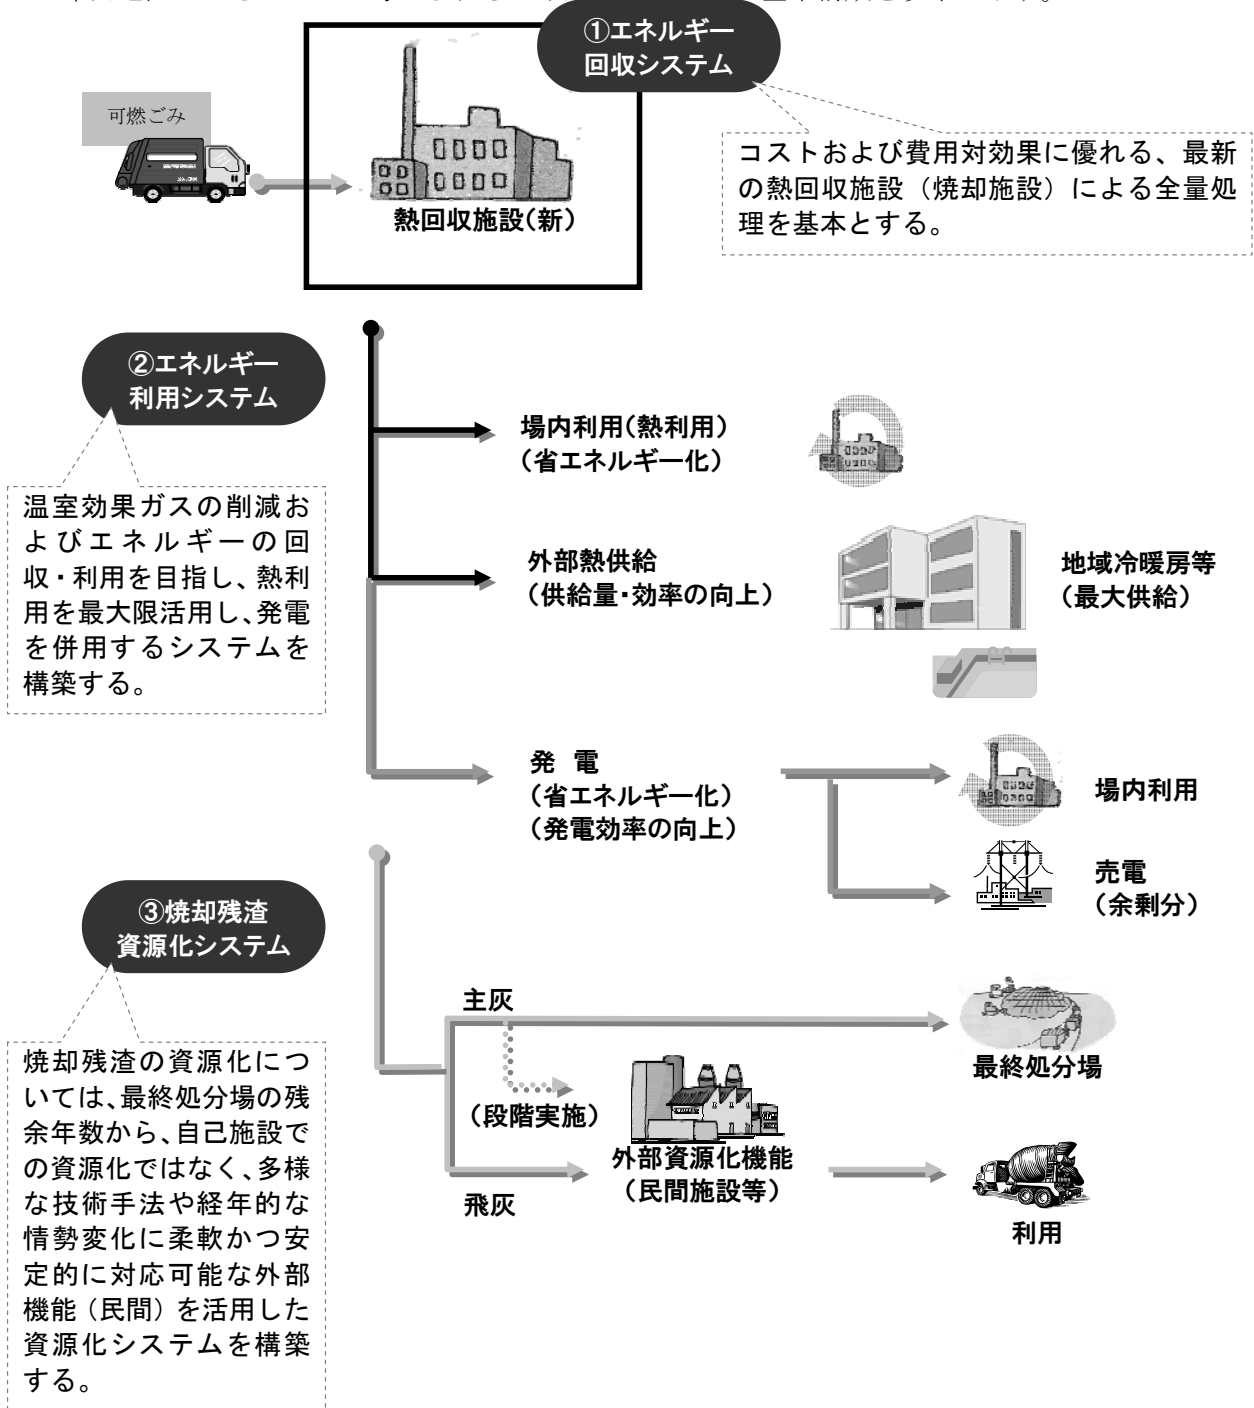 ①エネルギー
回収システム
可燃ごみ
熱回収施設(新)
コストおよび費用対効果に優れる、最新
の熱回収施設（焼却施設）による全量処
理を基本とする。
②エネルギー
利用システム
温室効果ガスの削減お
よびエネルギーの回
収・利用を目指し、熱利
用を最大限活用し、発電
を併用するシステムを
構築する。
場内利用(熱利用)
(省エネルギー化)
外部熱供給
(供給量・効率の向上)
地域冷暖房等
(最大供給)
発　電
(省エネルギー化)
(発電効率の向上)
場内利用
売電
(余剰分)
③焼却残渣
資源化システム
焼却残渣の資源化につ
いては、最終処分場の残
余年数から、自己施設で
の資源化ではなく、多様
な技術手法や経年的な
情勢変化に柔軟かつ安
定的に対応可能な外部
機能（民間）を活用した
資源化システムを構築
する。
主灰
最終処分場
(段階実施)
外部資源化機能
(民間施設等)
飛灰
利用